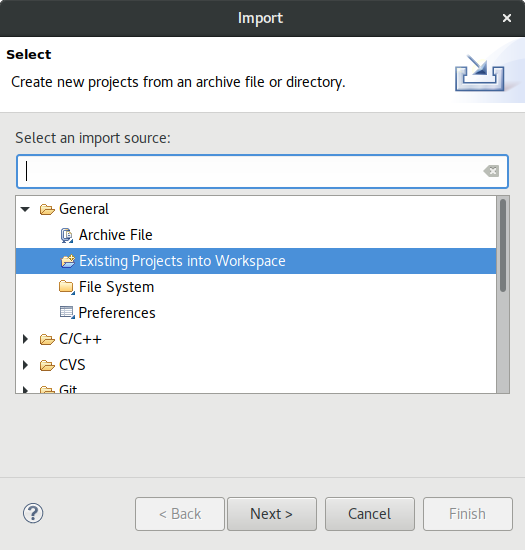 Import
Select
Create new projects from an archive file or directory.
Select an import source:
General
Archive File
Existing Projects into Workspace
File System
Preferences
C/C++
CVS
Git
< Back
Next >
Cancel
Finish